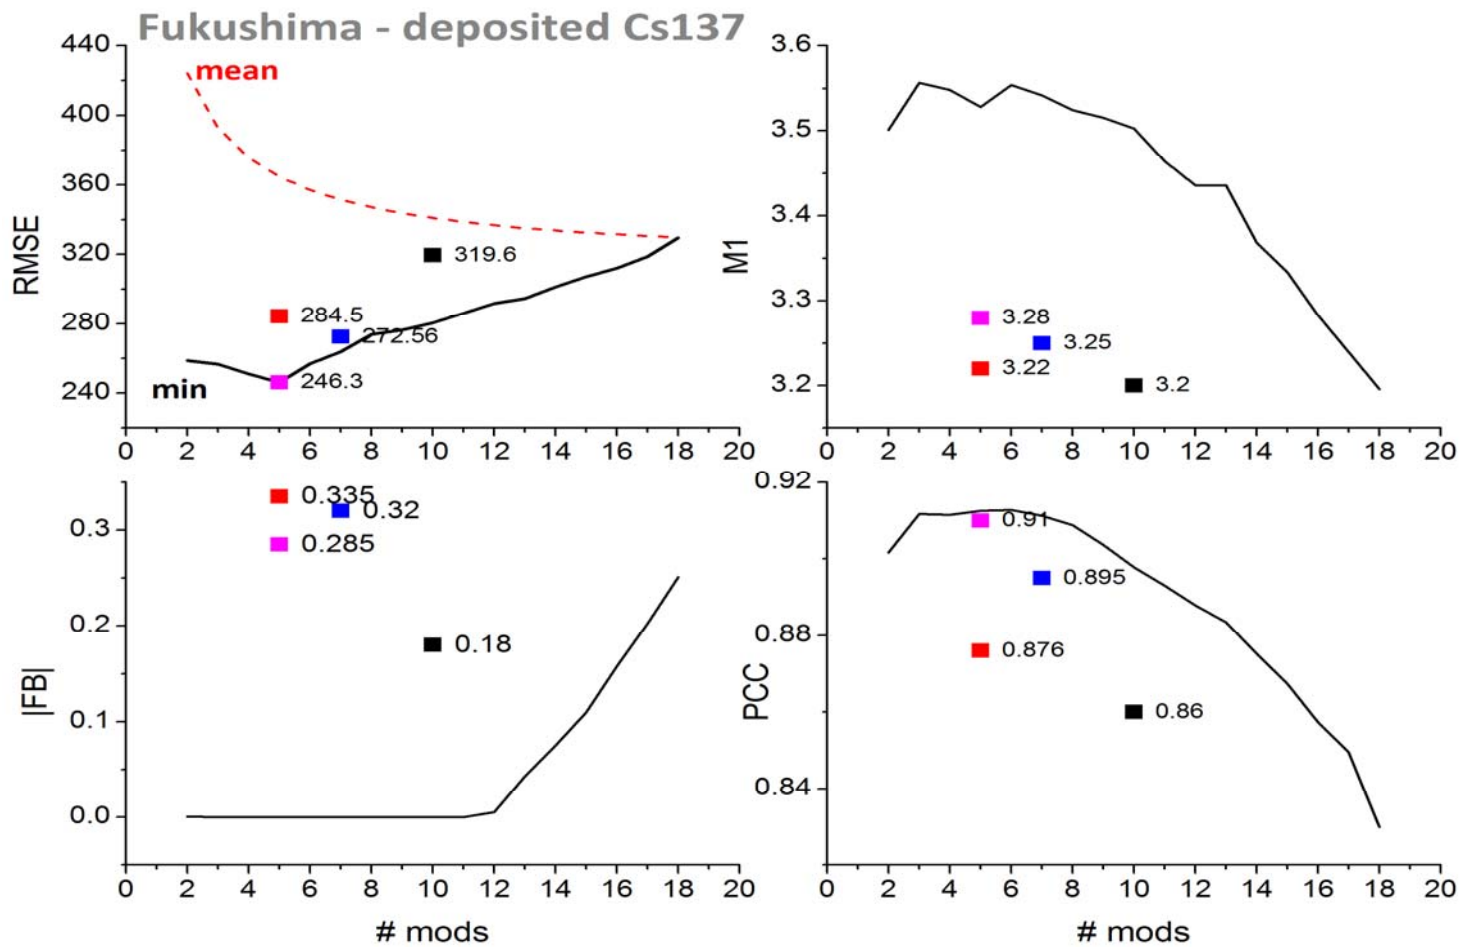 Fukushima - deposited Cs137
440
400
360
320
280
240
RMSE
mean
min
319.6
284.5
272.56
246.3
0 2 4 6 8 10 12 14 16 18 20
3.6
3.5
3.4
3.3
3.2
M1
3.28
3.25
3.22
3.2
0 2 4 6 8 10 12 14 16 18 20
0.3
0.2
0.1
0.0
|FB|
0.335
0.32
0.285
0.18
0 2 4 6 8 10 12 14 16 18 20
# mods
0.92
0.88
0.84
PCC
0.91
0.895
0.876
0.86
0 2 4 6 8 10 12 14 16 18 20
# mods